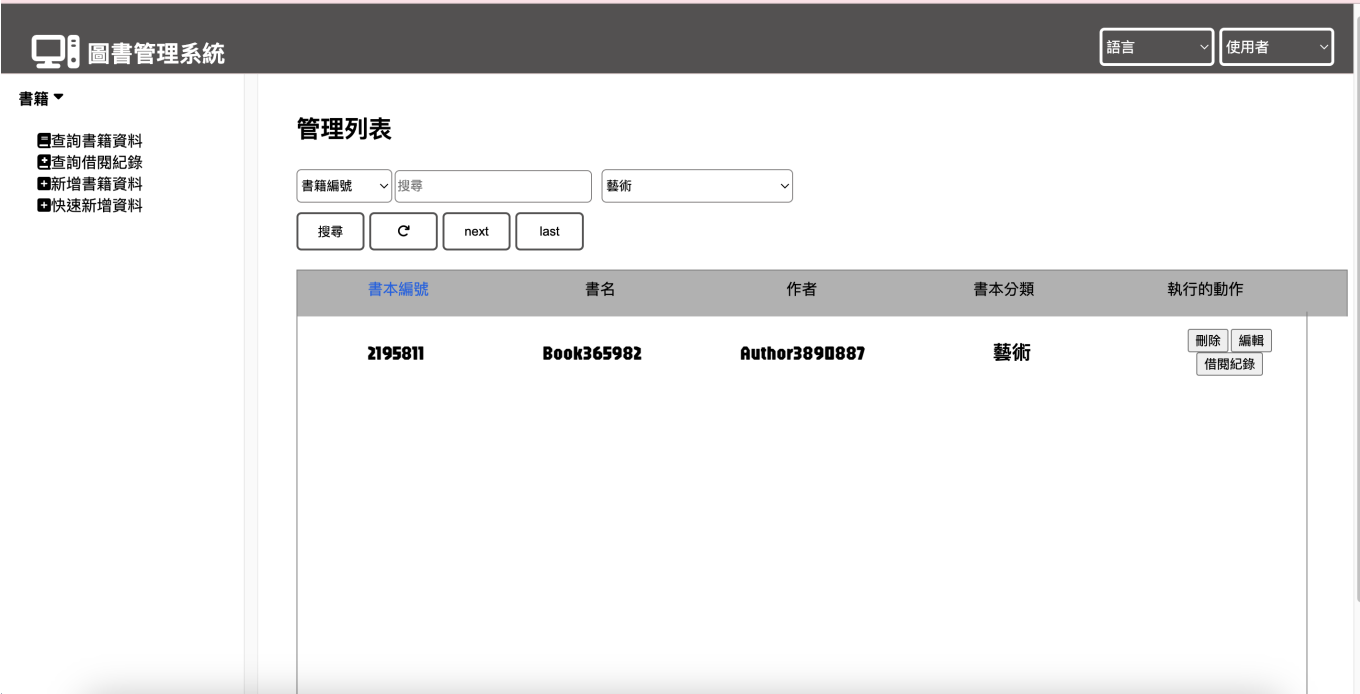 圖書管理系統
語言 使用者
書籍
查詢書籍資料
查詢借閱紀錄
新增書籍資料
快速新增資料
管理列表
書籍編號 搜尋 藝術
搜尋 next last
書本編號 書名 作者 書本分類 執行的動作
2195811 Book365982 Author3890887 藝術 刪除 編輯
借閱紀錄